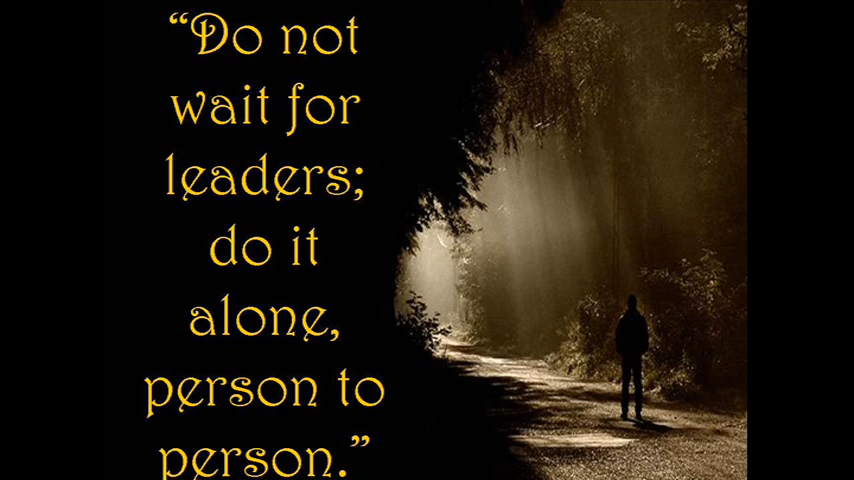 “Do not
wait for
leaders;
do it
alone,
person to
person.”